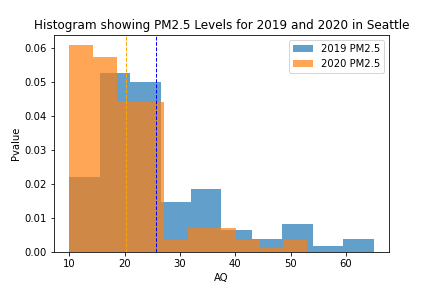 Histogram showing PM2.5 Levels for 2019 and 2020 in Seattle
2019 PM2.5
2020 PM2.5
Pvalue
0.06
0.05
0.04
0.03
0.02
0.01
0.00
10 20 30 40 50 60
AQ